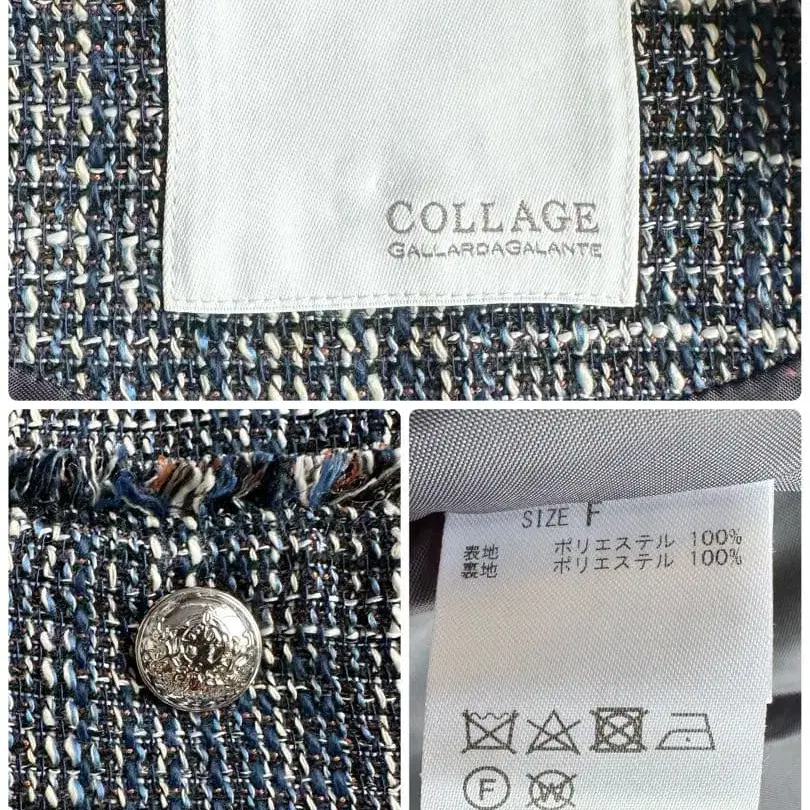 COLLAGE
GALLARDAGALANTE
SIZE F
表地 ポリエステル 100%
裏地 ポリエステル 100%
F W